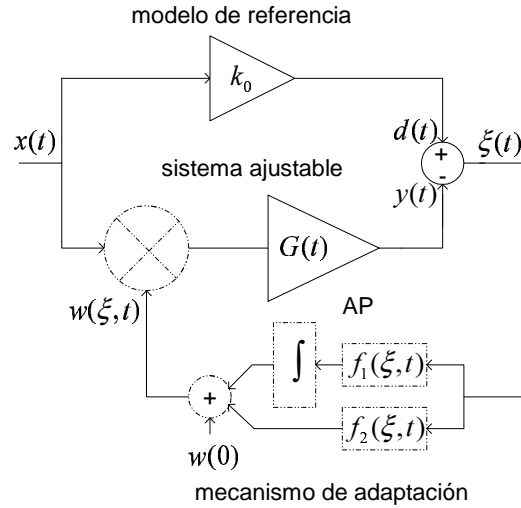 modelo de referencia
k₀
x(t)
d(t)
+
ξ(t)
-
sistema ajustable
y(t)
G(t)
w(ξ,t)
AP
∫
f₁(ξ,t)
+
f₂(ξ,t)
w(0)
mecanismo de adaptación